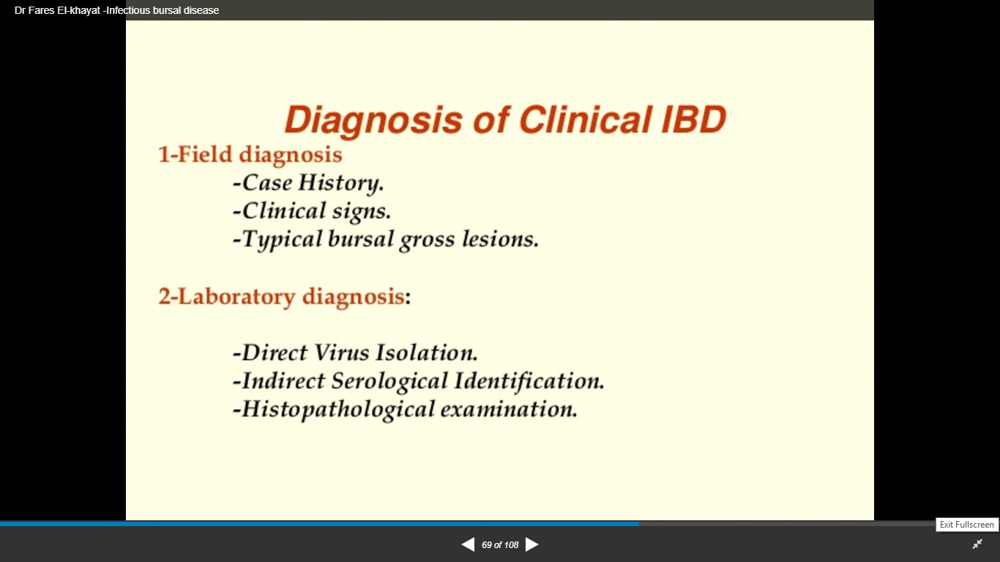 Dr Fares El-khayat -Infectious bursal disease
Diagnosis of Clinical IBD
1-Field diagnosis
-Case History.
-Clinical signs.
-Typical bursal gross lesions.
2-Laboratory diagnosis:
-Direct Virus Isolation.
-Indirect Serological Identification.
-Histopathological examination.
Exit Fullscreen
69 of 108